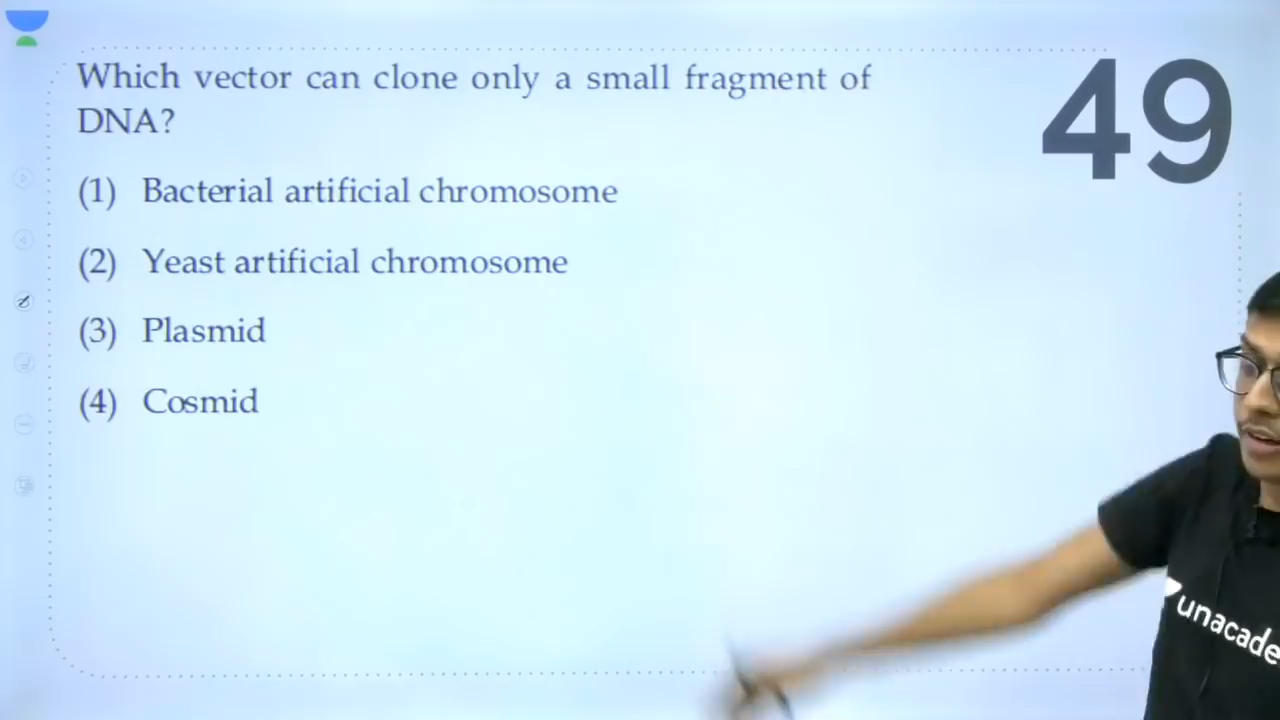 Which vector can clone only a small fragment of
DNA?
49
(1) Bacterial artificial chromosome
(2) Yeast artificial chromosome
(3) Plasmid
(4) Cosmid
unacade